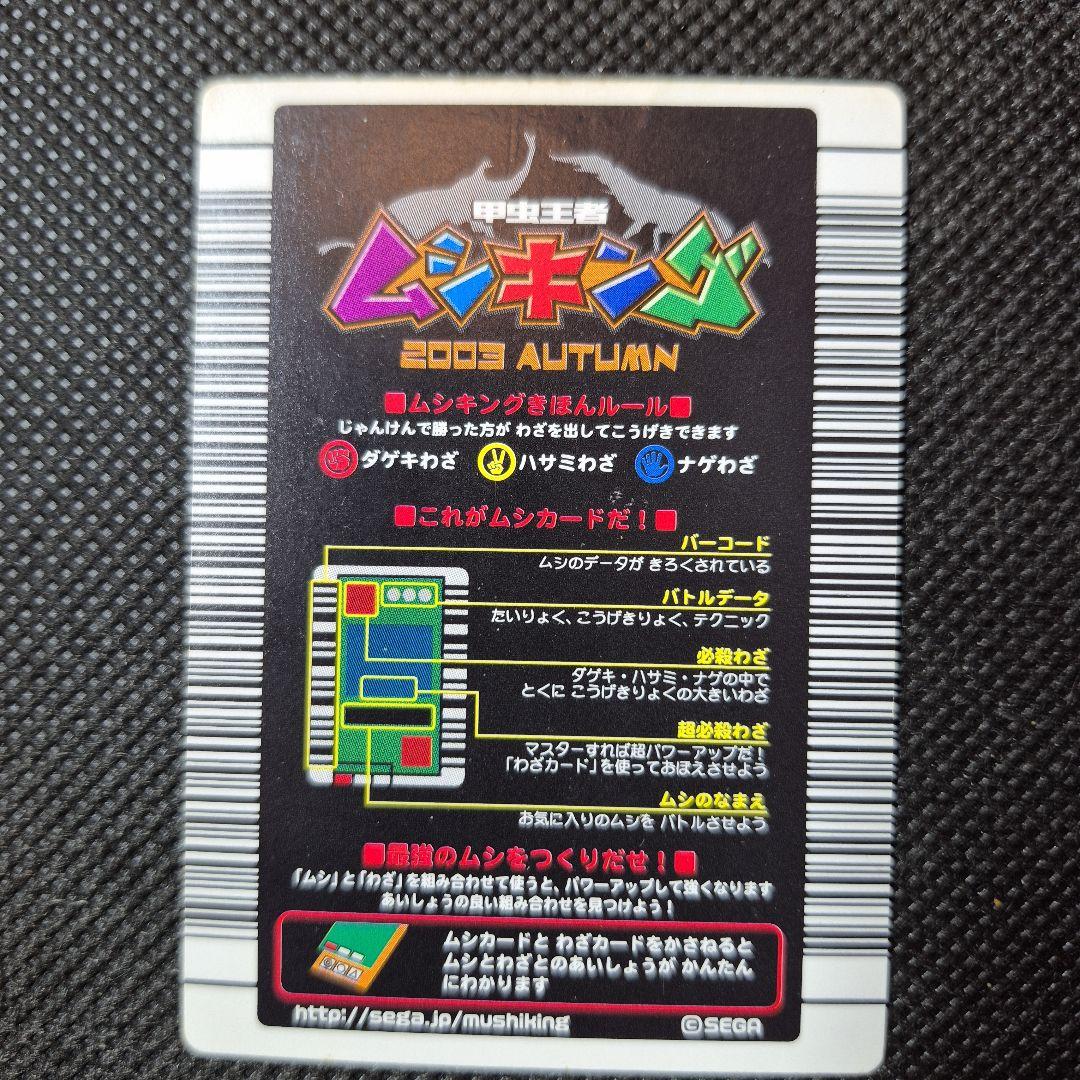 甲虫王者
ムシキング
2003 AUTUMN
■ムシキングきほんルール■
じゃんけんで勝った方が わざを出してこうげきできます
ダゲキわざ ハサミわざ ナゲわざ
■これがムシカードだ！■
バーコード
ムシのデータが きろくされている
バトルデータ
たいりょく、こうげきりょく、テクニック
必殺わざ
ダゲキ・ハサミ・ナゲの中で
とくに こうげきりょくの大きいわざ
超必殺わざ
マスターすれば超パワーアップだ！
「わざカード」を使っておぼえさせよう
ムシのなまえ
お気に入りのムシを バトルさせよう
■最強のムシをつくりだせ！■
「ムシ」と「わざ」を組み合わせて使うと、パワーアップして強くなります
あいしょうの良い組み合わせを見つけよう！
ムシカードと わざカードをかさねると
ムシとわざとのあいしょうが かんたん
にわかります
http://sega.jp/mushiking
©SEGA